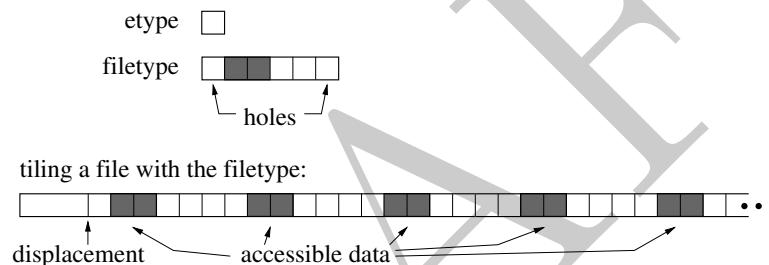 etype
filetype
holes
tiling a file with the filetype:
displacement
accessible data